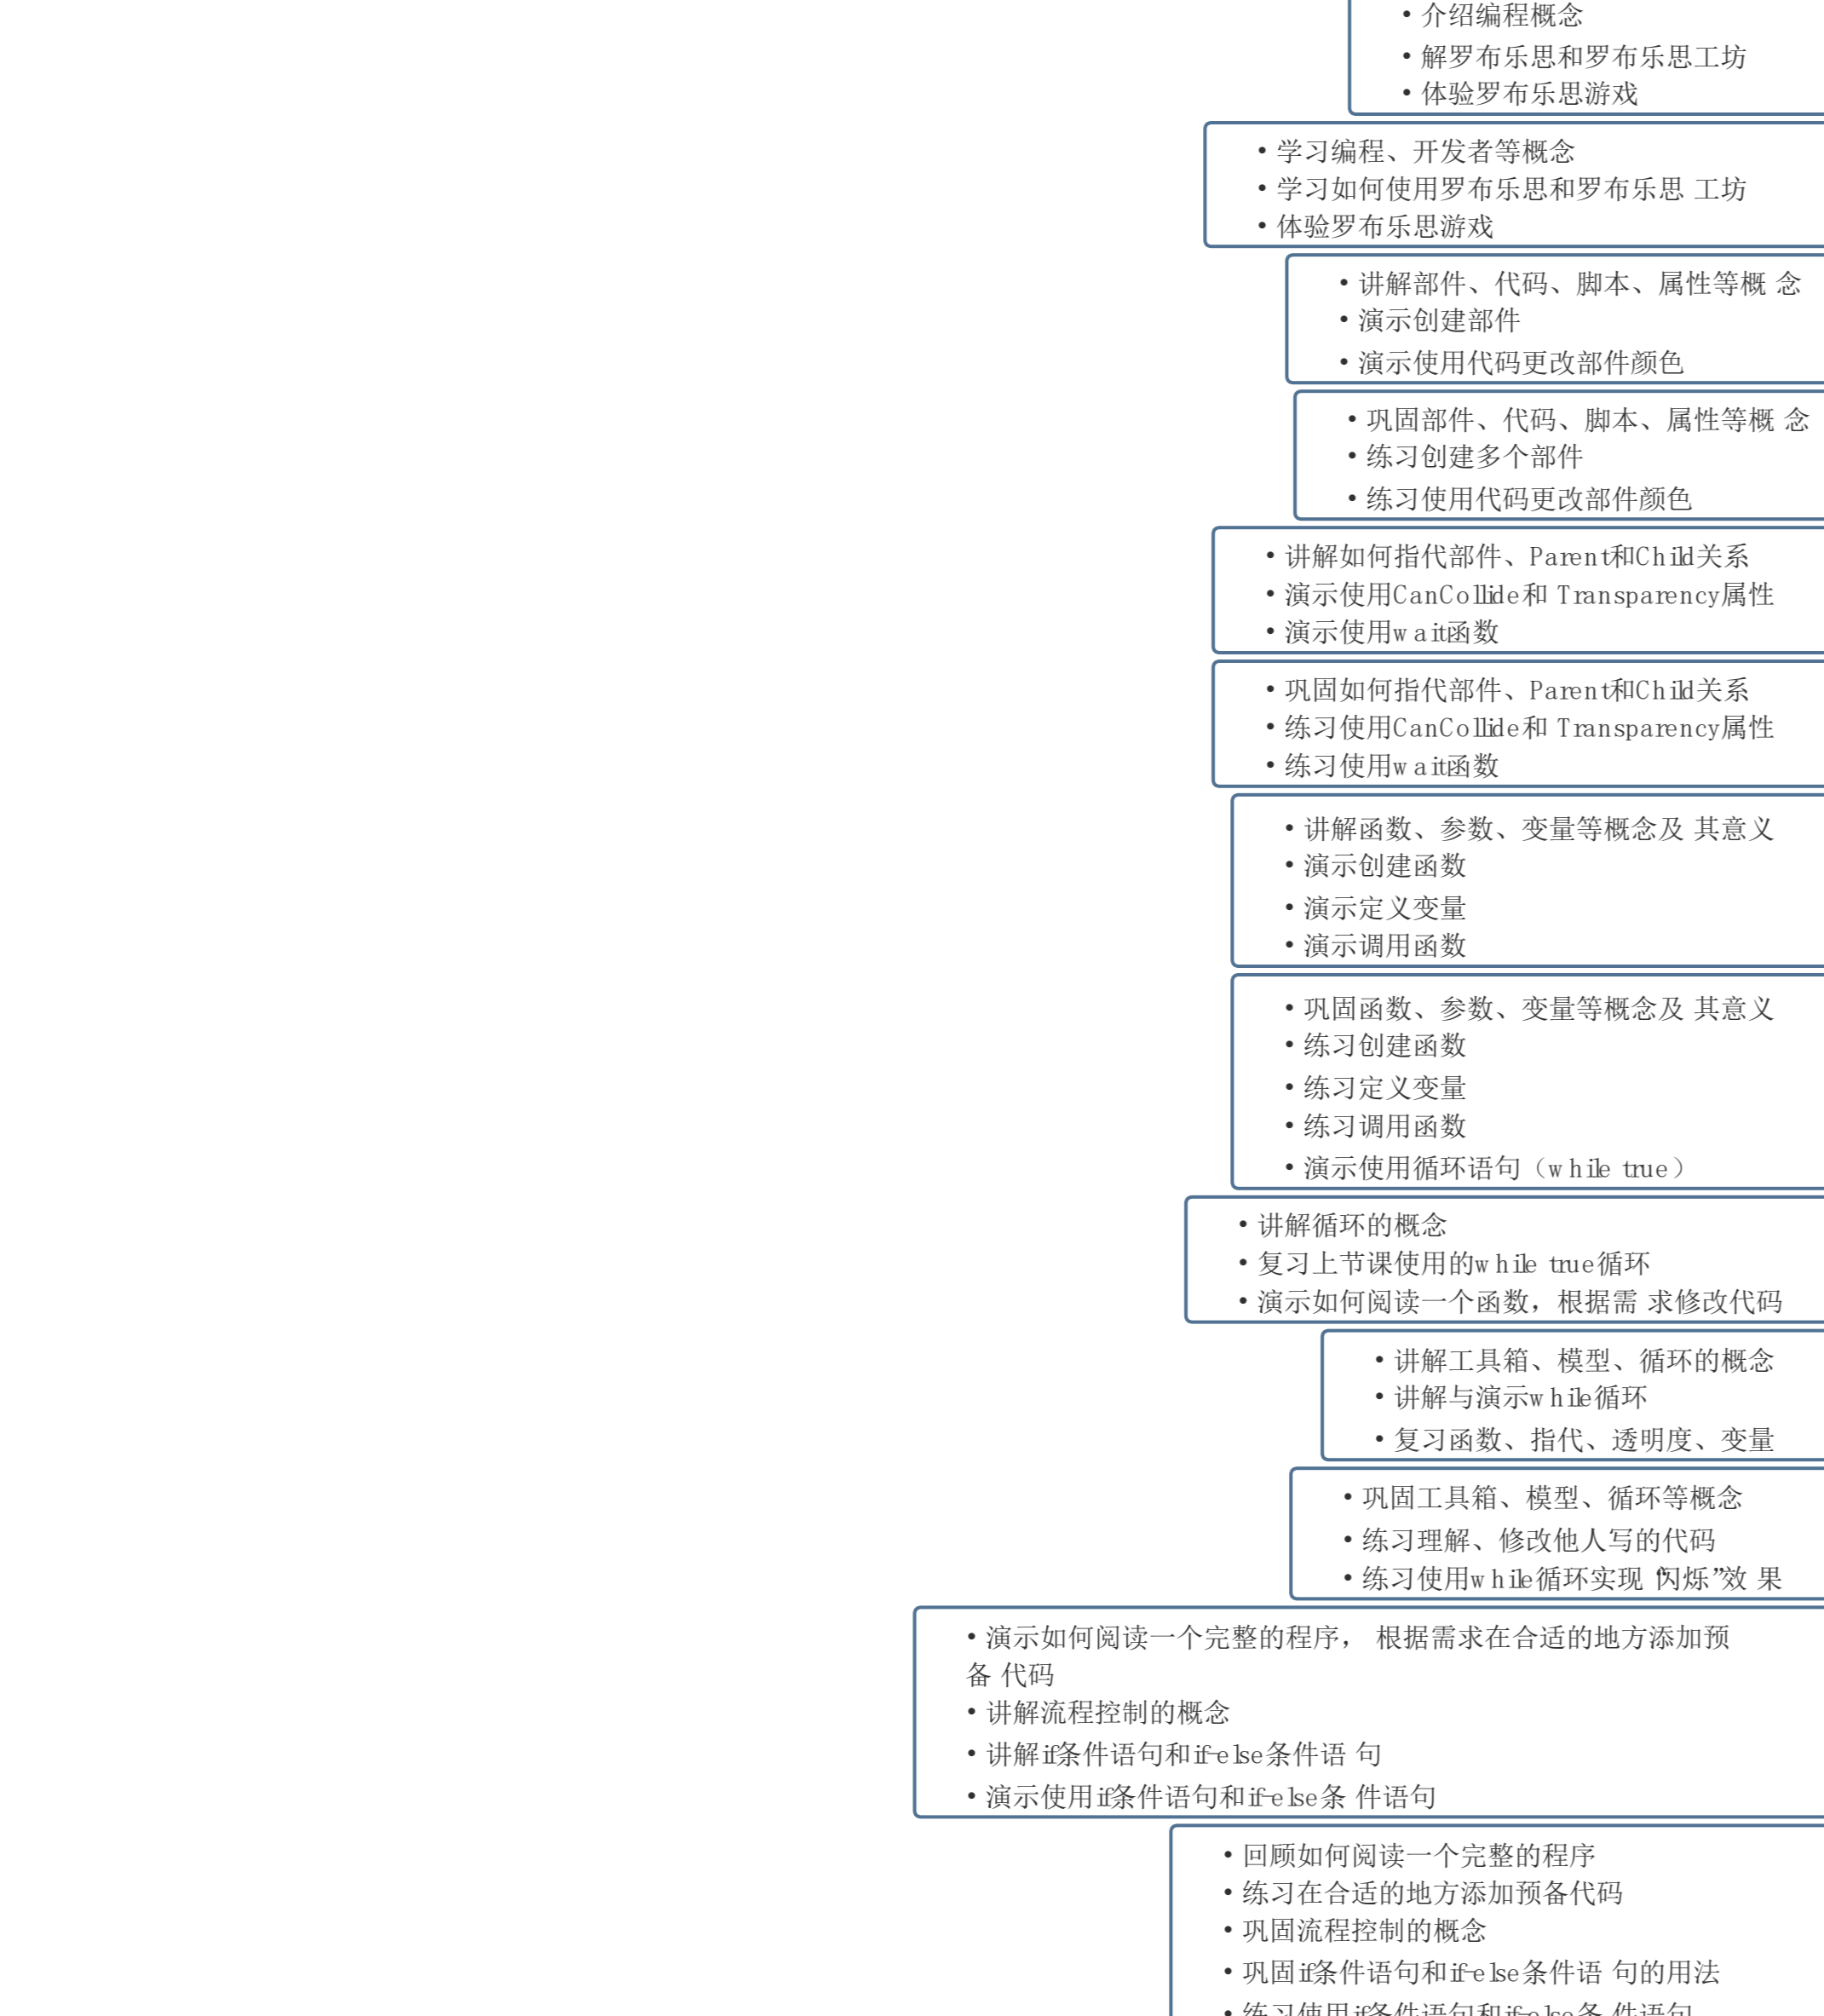 • 介绍编程概念
• 解罗布乐思和罗布乐思工坊
• 体验罗布乐思游戏
• 学习编程、开发者等概念
• 学习如何使用罗布乐思和罗布乐思 工坊
• 体验罗布乐思游戏
• 讲解部件、代码、脚本、属性等概 念
• 演示创建部件
• 演示使用代码更改部件颜色
• 巩固部件、代码、脚本、属性等概 念
• 练习创建多个部件
• 练习使用代码更改部件颜色
• 讲解如何指代部件、Parent和Child关系
• 演示使用CanCollide和 Transparency属性
• 演示使用wait函数
• 巩固如何指代部件、Parent和Child关系
• 练习使用CanCollide和 Transparency属性
• 练习使用wait函数
• 讲解函数、参数、变量等概念及 其意义
• 演示创建函数
• 演示定义变量
• 演示调用函数
• 巩固函数、参数、变量等概念及 其意义
• 练习创建函数
• 练习定义变量
• 练习调用函数
• 演示使用循环语句（while true）
• 讲解循环的概念
• 复习上节课使用的while true循环
• 演示如何阅读一个函数，根据需 求修改代码
• 讲解工具箱、模型、循环的概念
• 讲解与演示while循环
• 复习函数、指代、透明度、变量
• 巩固工具箱、模型、循环等概念
• 练习理解、修改他人写的代码
• 练习使用while循环实现“闪烁”效 果
• 演示如何阅读一个完整的程序， 根据需求在合适的地方添加预
备 代码
• 讲解流程控制的概念
• 讲解if条件语句和if-else条件语 句
• 演示使用if条件语句和if-else条 件语句
• 回顾如何阅读一个完整的程序
• 练习在合适的地方添加预备代码
• 巩固流程控制的概念
• 巩固if条件语句和if-else条件语 句的用法
• 练习使用if条件语句和if-else条 件语句